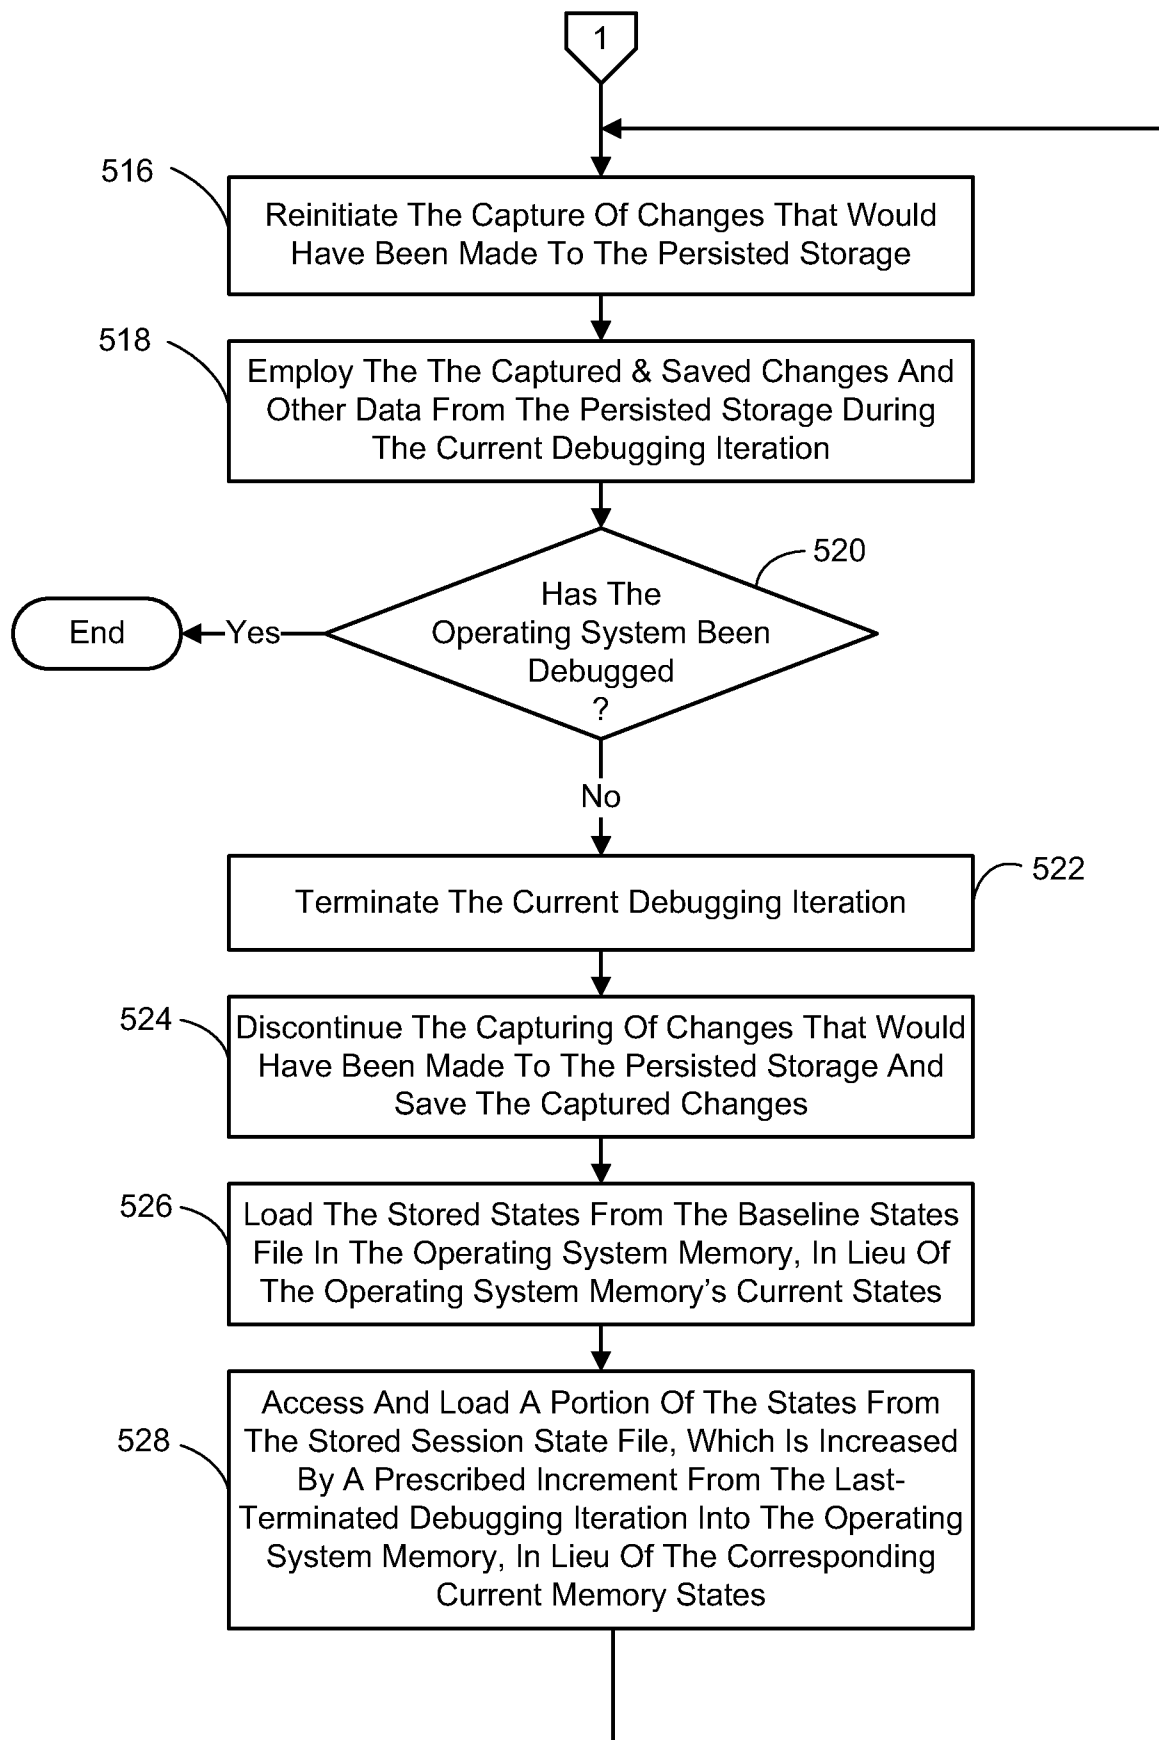 1
516
Reinitiate The Capture Of Changes That Would
Have Been Made To The Persisted Storage
518
Employ The The Captured & Saved Changes And
Other Data From The Persisted Storage During
The Current Debugging Iteration
520
Has The
Operating System Been
Debugged
?
Yes
End
No
522
Terminate The Current Debugging Iteration
524
Discontinue The Capturing Of Changes That Would
Have Been Made To The Persisted Storage And
Save The Captured Changes
526
Load The Stored States From The Baseline States
File In The Operating System Memory, In Lieu Of
The Operating System Memory's Current States
528
Access And Load A Portion Of The States From
The Stored Session State File, Which Is Increased
By A Prescribed Increment From The Last-
Terminated Debugging Iteration Into The Operating
System Memory, In Lieu Of The Corresponding
Current Memory States